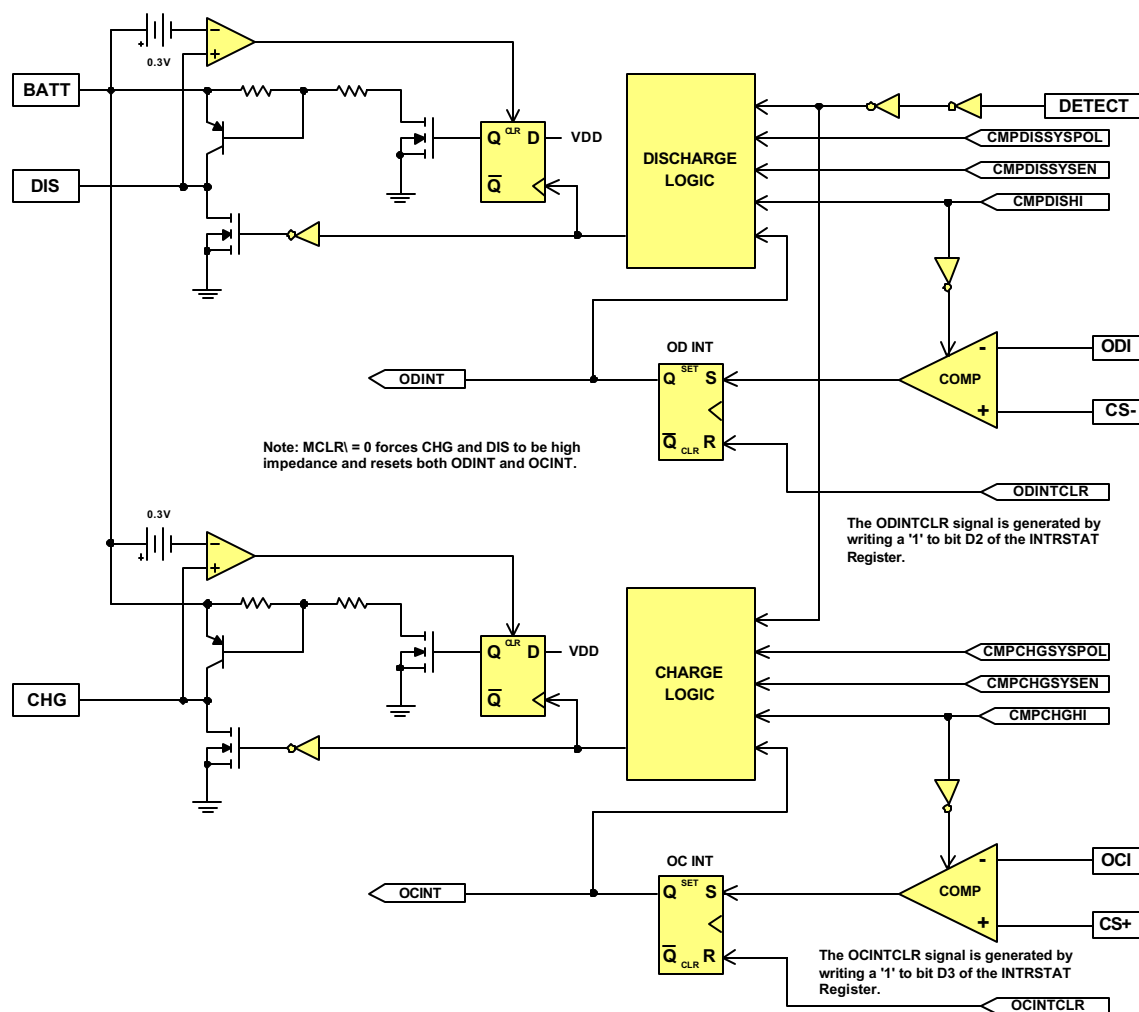 0.3V
+
−
+
BATT
DIS
Q
CLR
D
VDD
Q
DISCHARGE
LOGIC
DETECT
CMPDISSYSPOL
CMPDISSYSEN
CMPDISHI
OD INT
ODINT
Q
SET
S
Q
CLR
R
COMP
-
+
ODI
CS-
ODINTCLR
Note: MCLR\ = 0 forces CHG and DIS to be high
impedance and resets both ODINT and OCINT.
The ODINTCLR signal is generated by
writing a '1' to bit D2 of the INTRSTAT
Register.
0.3V
+
−
+
CHG
Q
CLR
D
VDD
Q
CHARGE
LOGIC
CMPCHGSYSPOL
CMPCHGSYSEN
CMPCHGHI
OC INT
OCINT
Q
SET
S
Q
CLR
R
COMP
-
+
OCI
CS+
The OCINTCLR signal is generated by
writing a '1' to bit D3 of the INTRSTAT
Register.
OCINTCLR